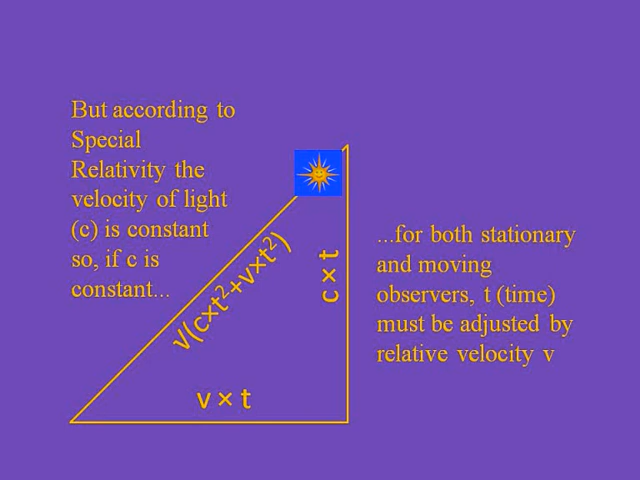 But according to
Special
Relativity the
velocity of light
(c) is constant
so, if c is
constant...
√(c×t²+v×t²)
c × t
v × t
...for both stationary
and moving
observers, t (time)
must be adjusted by
relative velocity v